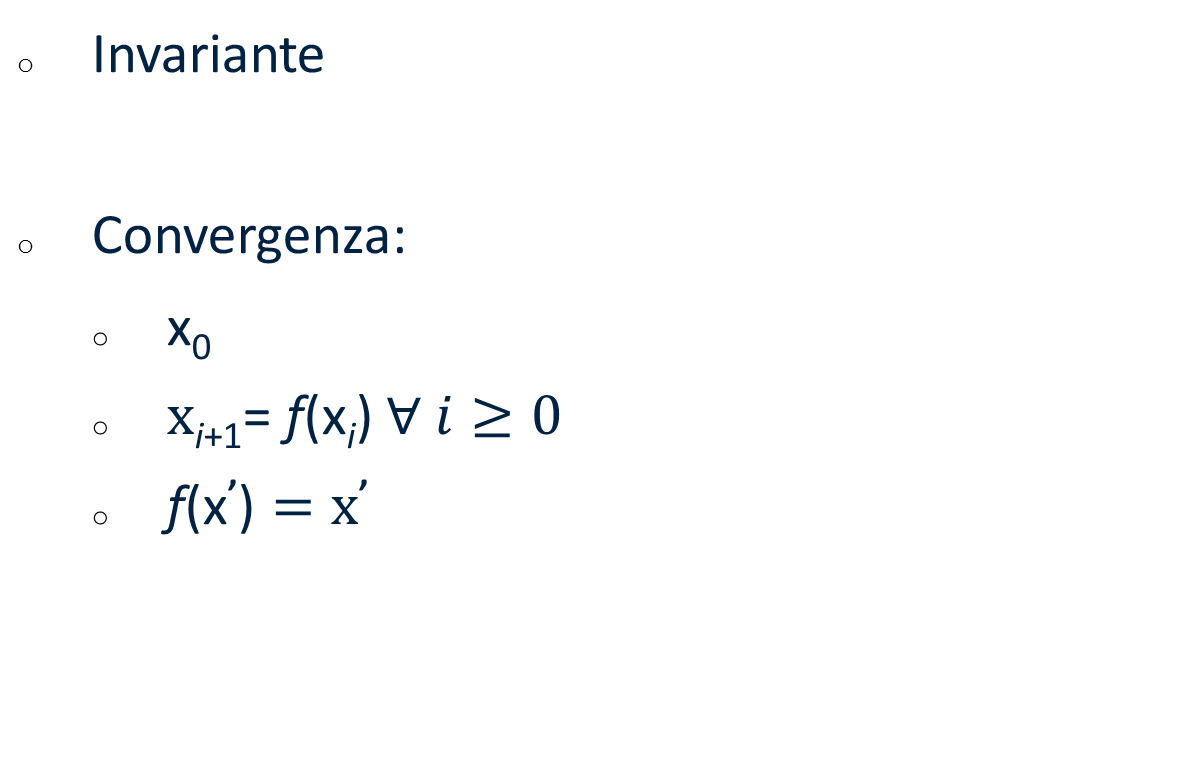 ○ Invariante
○ Convergenza:
○ x₀
○ xᵢ₊₁= f(xᵢ) ∀ i ≥ 0
○ f(x′) = x′